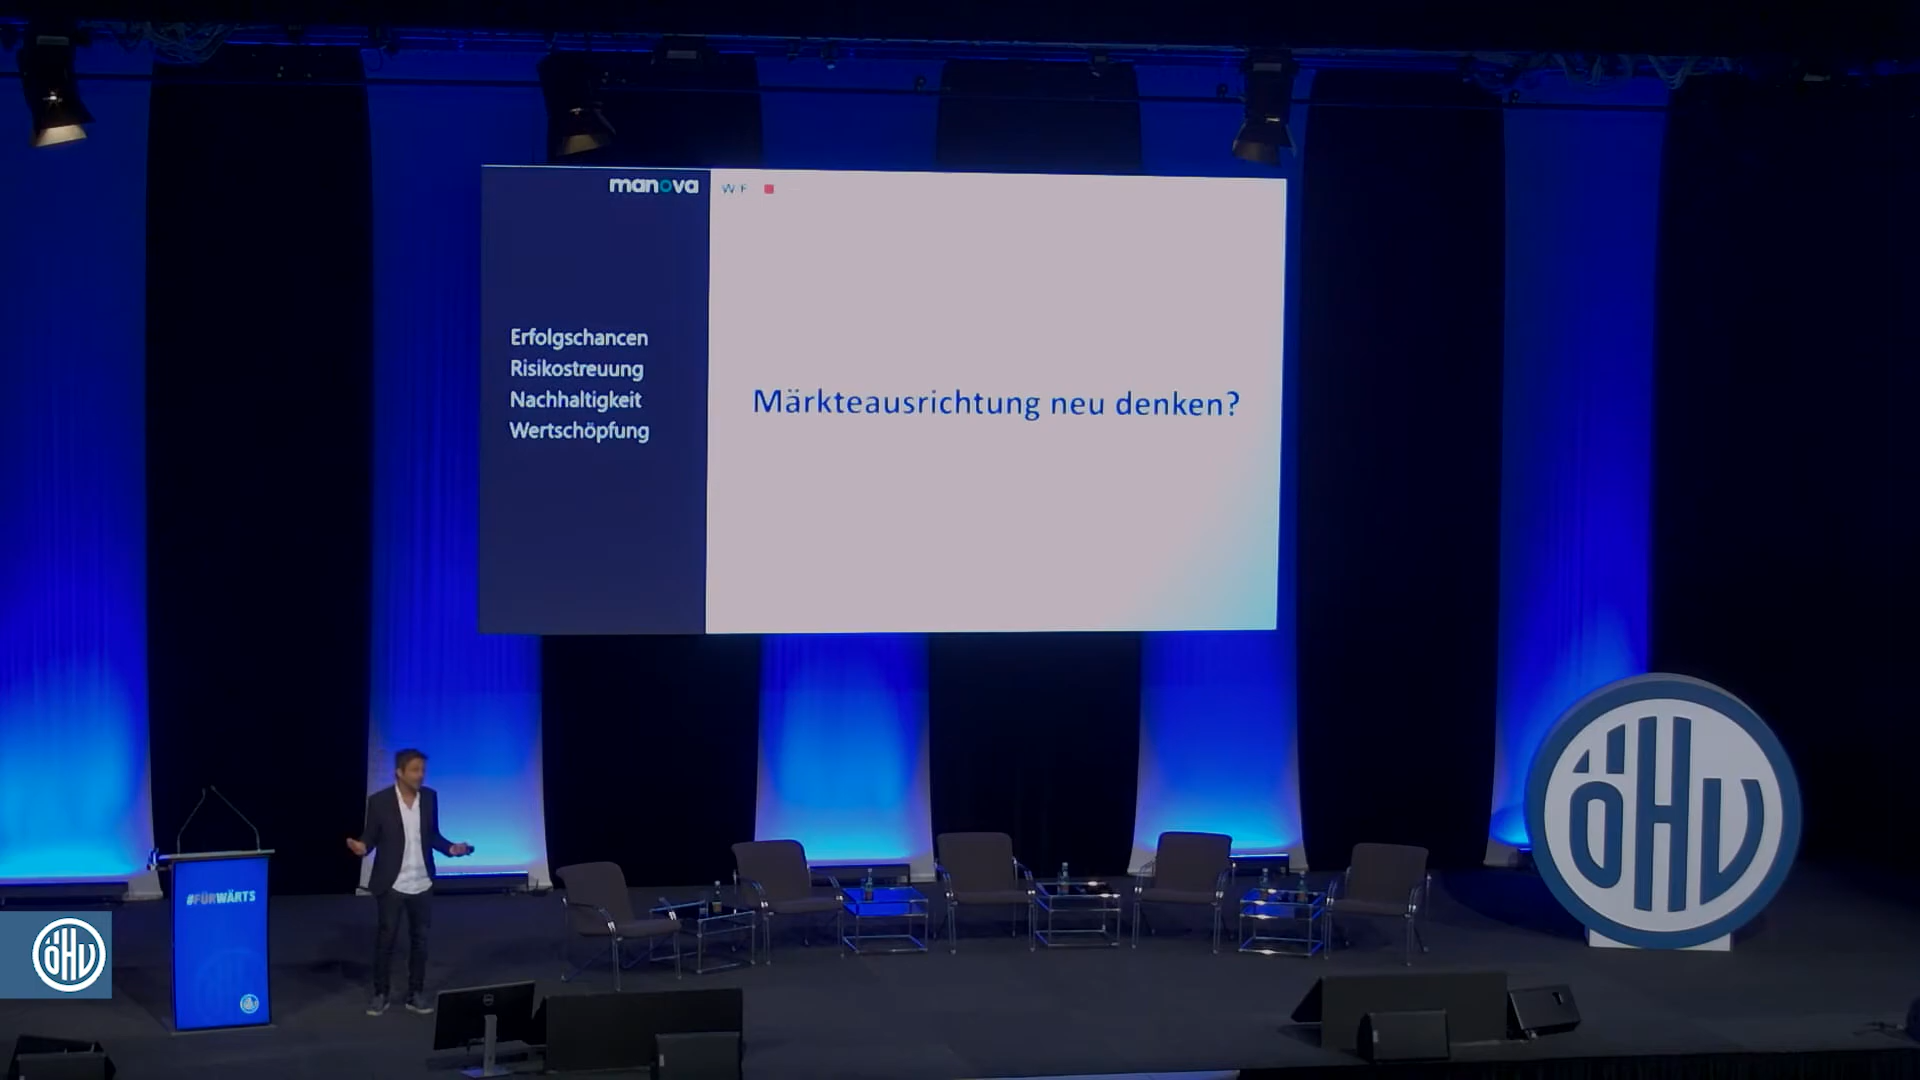 manova
Erfolgschancen
Risikostreuung
Nachhaltigkeit
Wertschöpfung
Märkteausrichtung neu denken?
#FÜRWÄRTS
ÖHV
ÖHV